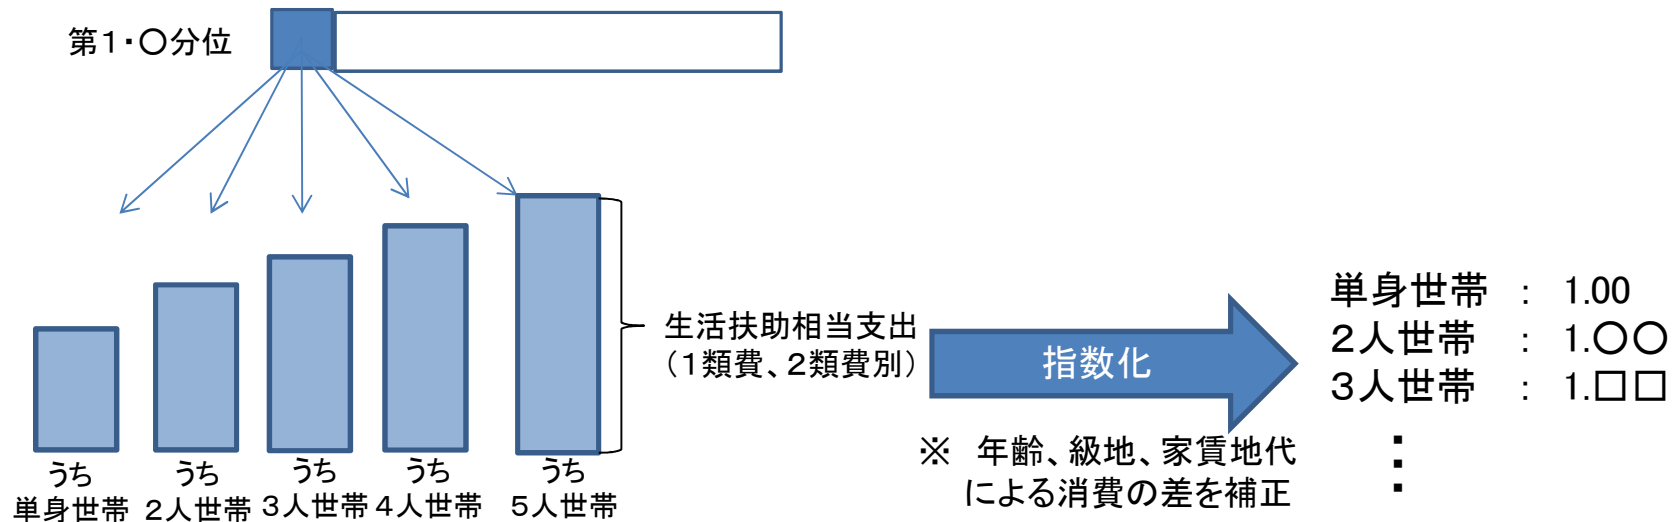 第1・〇分位
生活扶助相当支出
（1類費、2類費別）
指数化
※　年齢、級地、家賃地代
による消費の差を補正
単身世帯　：　1.00
2人世帯　：　1.〇〇
3人世帯　：　1.□□
⋮
うち
単身世帯
うち
2人世帯
うち
3人世帯
うち
4人世帯
うち
5人世帯